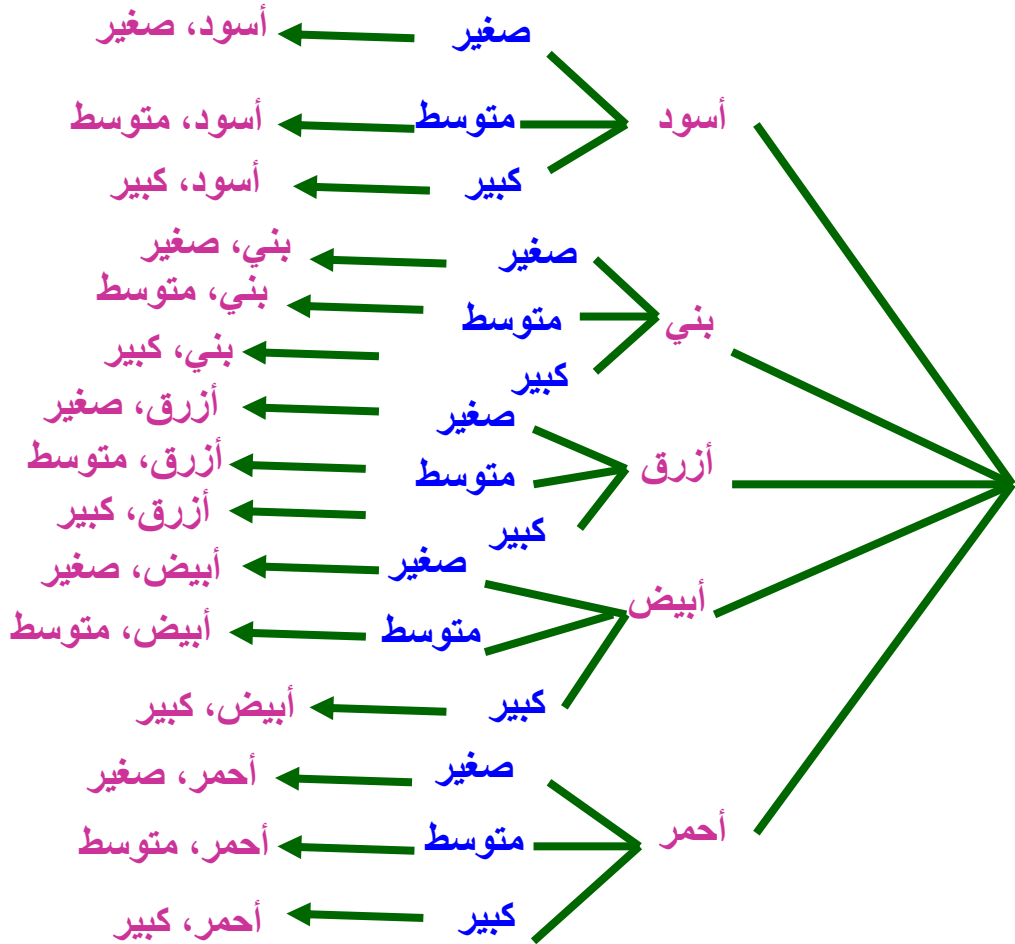 أسود
صغير
أسود، صغير
متوسط
أسود، متوسط
كبير
أسود، كبير
بني
صغير
بني، صغير
متوسط
بني، متوسط
كبير
بني، كبير
أزرق
صغير
أزرق، صغير
متوسط
أزرق، متوسط
كبير
أزرق، كبير
أبيض
صغير
أبيض، صغير
متوسط
أبيض، متوسط
كبير
أبيض، كبير
أحمر
صغير
أحمر، صغير
متوسط
أحمر، متوسط
كبير
أحمر، كبير